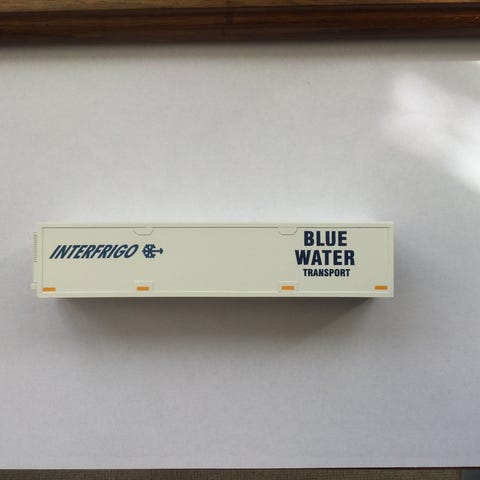 INTERFRIGO
BLUE
WATER
TRANSPORT